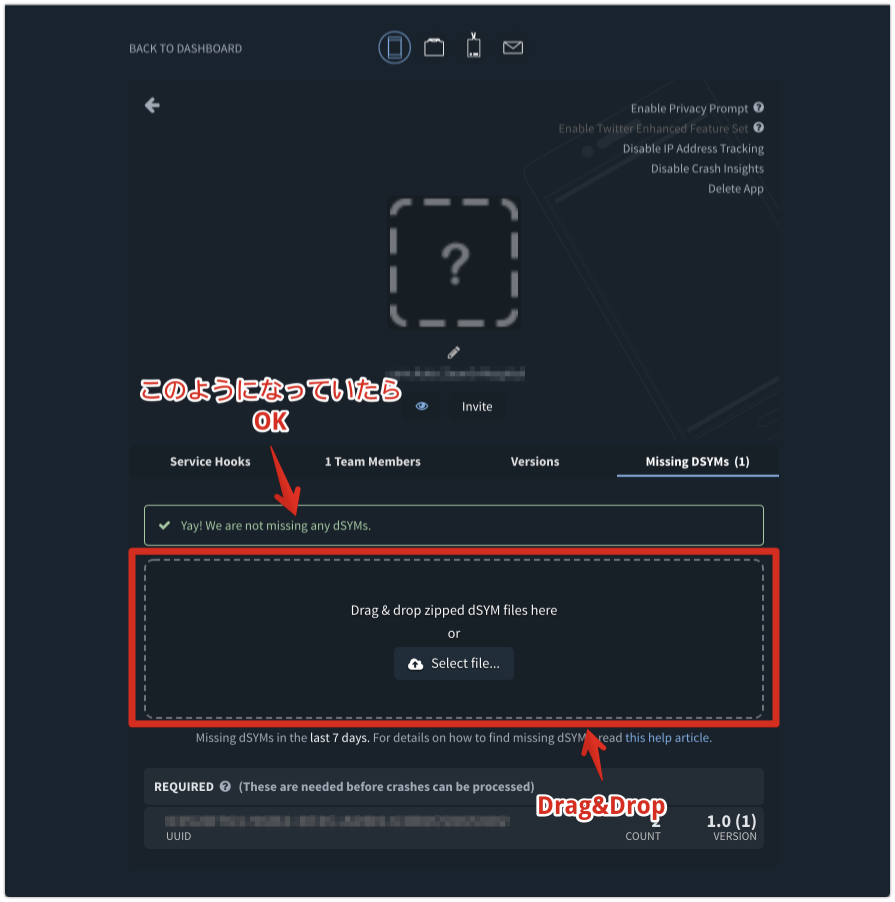 BACK TO DASHBOARD
Enable Privacy Prompt ?
Enable Twitter Enhanced Feature Set ?
Disable IP Address Tracking
Disable Crash Insights
Delete App
?
このようになっていたら
OK
Invite
Service Hooks 1 Team Members Versions Missing DSYMs (1)
Yay! We are not missing any dSYMs.
Drag & drop zipped dSYM files here
or
Select file...
Missing dSYMs in the last 7 days. For details on how to find missing dSYM read this help article.
Drag&Drop
REQUIRED ? (These are needed before crashes can be processed)
2 1.0 (1)
UUID COUNT VERSION